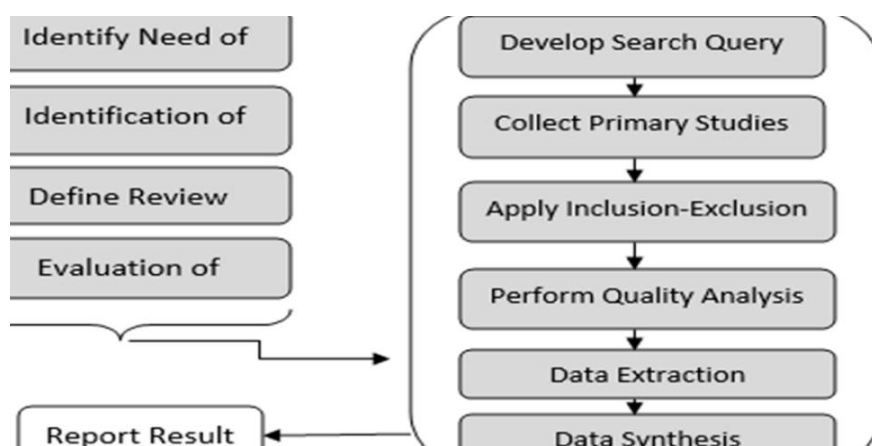 Identify Need of
Identification of
Define Review
Evaluation of
Develop Search Query
Collect Primary Studies
Apply Inclusion-Exclusion
Perform Quality Analysis
Data Extraction
Data Synthesis
Report Result